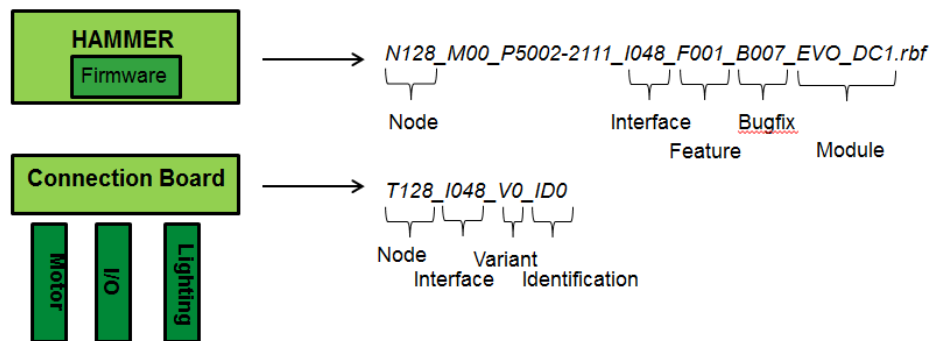 HAMMER
Firmware
N128_M00_P5002-2111_I048_F001_B007_EVO_DC1.rbf
Node
Interface
Bugfix
Feature
Module
Connection Board
T128_I048_V0_ID0
Node
Variant
Interface
Identification
Motor
I/O
Lighting